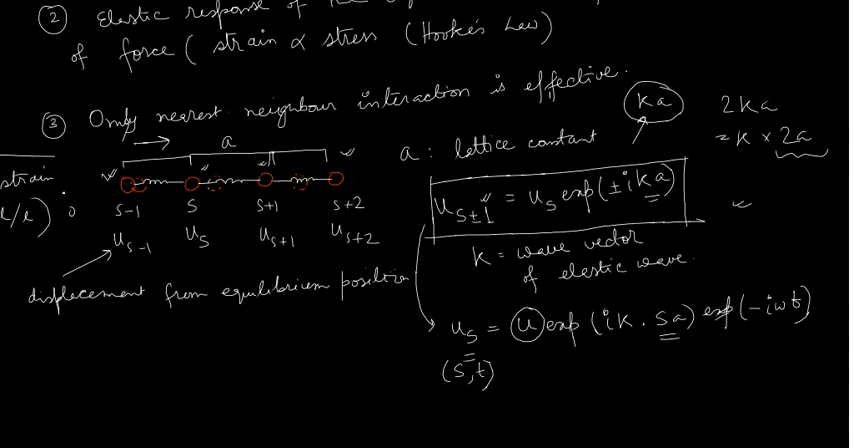 ② Elastic response of the
of force ( strain ∝ stress (Hooke's Law)
③ Only nearest neighbour interaction is effective.
a
a : lattice constant
ka
2ka
= k × 2a
strain
l/l)
s-1 s s+1 s+2
u_{s-1} u_s u_{s+1} u_{s+2}
displacement from equilibrium position
u_{s±1} = u_s exp(±ika)
k = wave vector
of elastic wave.
u_s = u exp(ik.sa) exp(-iωt)
(s,t)